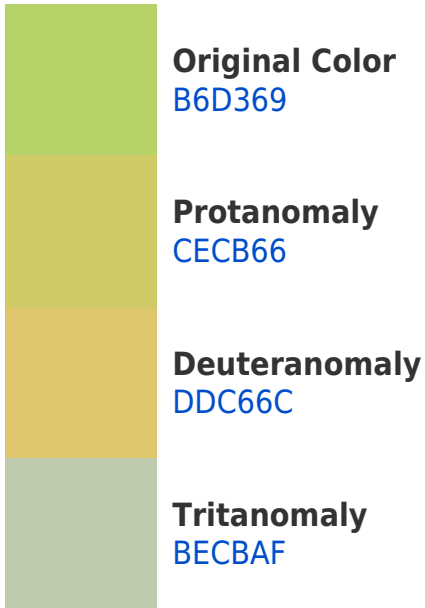 Original Color
B6D369
Protanomaly
CECB66
Deuteranomaly
DDC66C
Tritanomaly
BECBAF